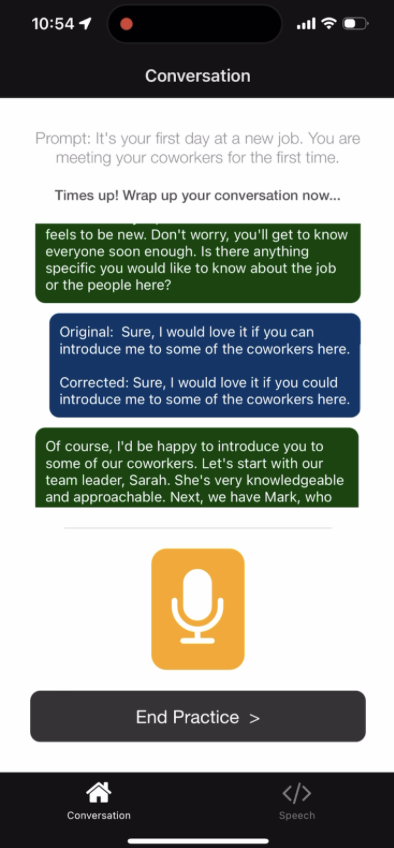 10:54
Conversation
Prompt: It's your first day at a new job. You are
meeting your coworkers for the first time.
Times up! Wrap up your conversation now...
feels to be new. Don't worry, you'll get to know
everyone soon enough. Is there anything
specific you would like to know about the job
or the people here?
Original:  Sure, I would love it if you can
introduce me to some of the coworkers here.
Corrected: Sure, I would love it if you could
introduce me to some of the coworkers here.
Of course, I'd be happy to introduce you to
some of our coworkers. Let's start with our
team leader, Sarah. She's very knowledgeable
and approachable. Next, we have Mark, who
End Practice >
Conversation
</> Speech